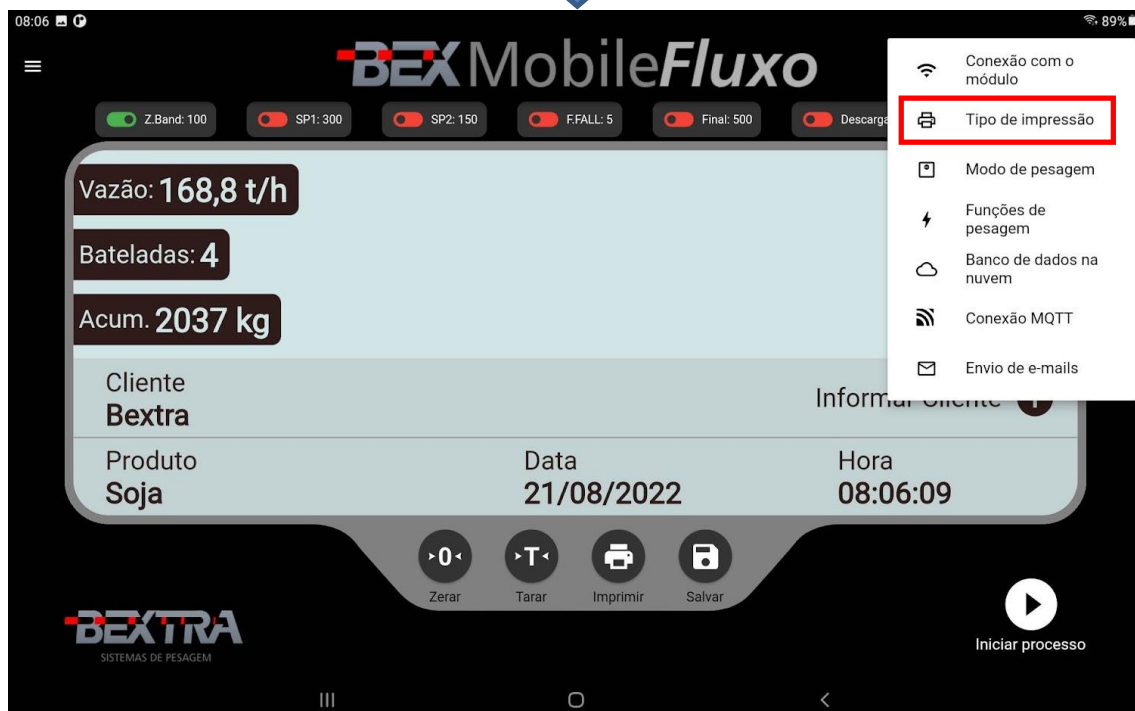 08:06
89%
BEX MobileFluxo
Conexão com o
módulo
Tipo de impressão
Modo de pesagem
Funções de
pesagem
Banco de dados na
nuvem
Conexão MQTT
Envio de e-mails
Z.Band: 100
SP1: 300
SP2: 150
F.FALL: 5
Final: 500
Descarga
Vazão: 168,8 t/h
Bateladas: 4
Acum. 2037 kg
Cliente
Bextra
Informar Cliente
Produto
Soja
Data
21/08/2022
Hora
08:06:09
0
T
Zerar
Tarar
Imprimir
Salvar
BEXTRA
SISTEMAS DE PESAGEM
Iniciar processo